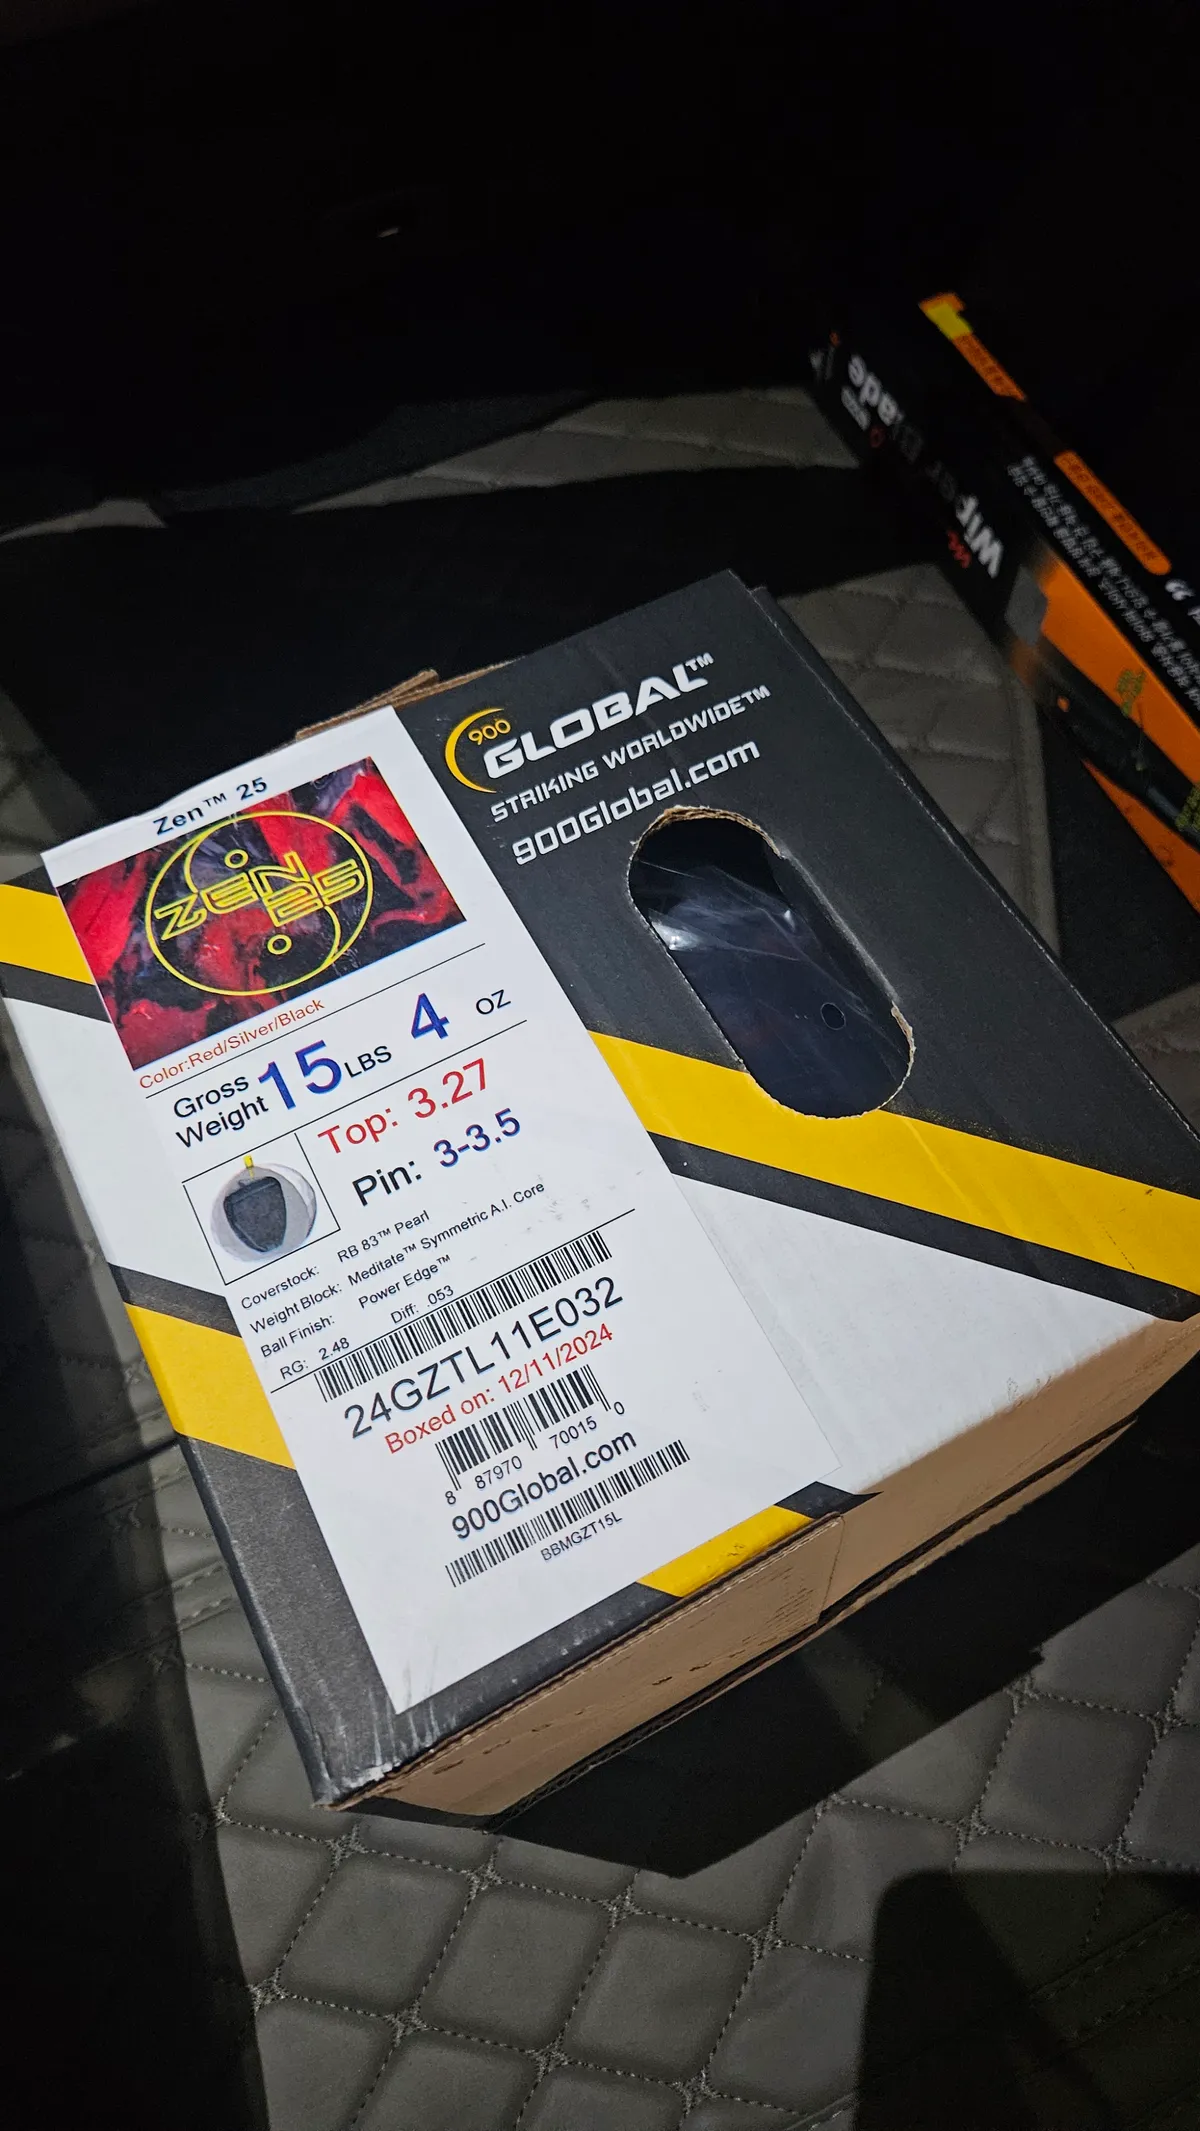 900
GLOBAL™
STRIKING WORLDWIDE™
900Global.com
Zen™ 25
ZEN
25
Color:Red/Silver/Black
Gross Weight 15 LBS 4 OZ
Top: 3.27
Pin: 3-3.5
Coverstock: RB 83™ Pearl
Weight Block: Meditate™ Symmetric A.I. Core
Ball Finish: Power Edge™
RG: 2.48 Diff: .053
24GZTL11E032
Boxed on: 12/11/2024
8 87970 70015 0
900Global.com
BBMGZT15L
Wiper Blade